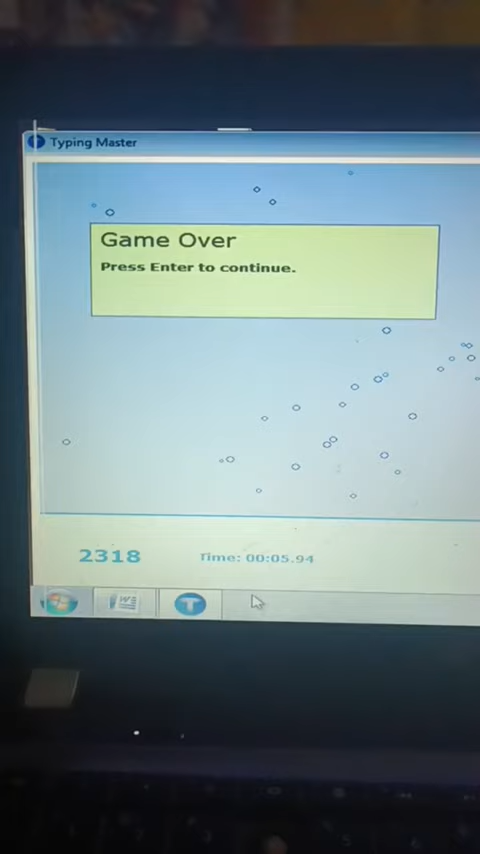 Typing Master
Game Over
Press Enter to continue.
2318
Time: 00:05.94
T